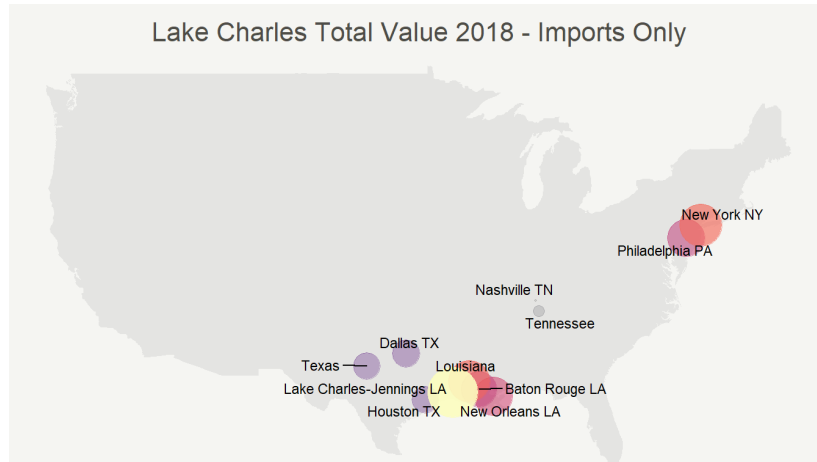 Lake Charles Total Value 2018 - Imports Only
New York NY
Philadelphia PA
Nashville TN
Tennessee
Dallas TX
Texas
Louisiana
Lake Charles-Jennings LA
Baton Rouge LA
Houston TX
New Orleans LA